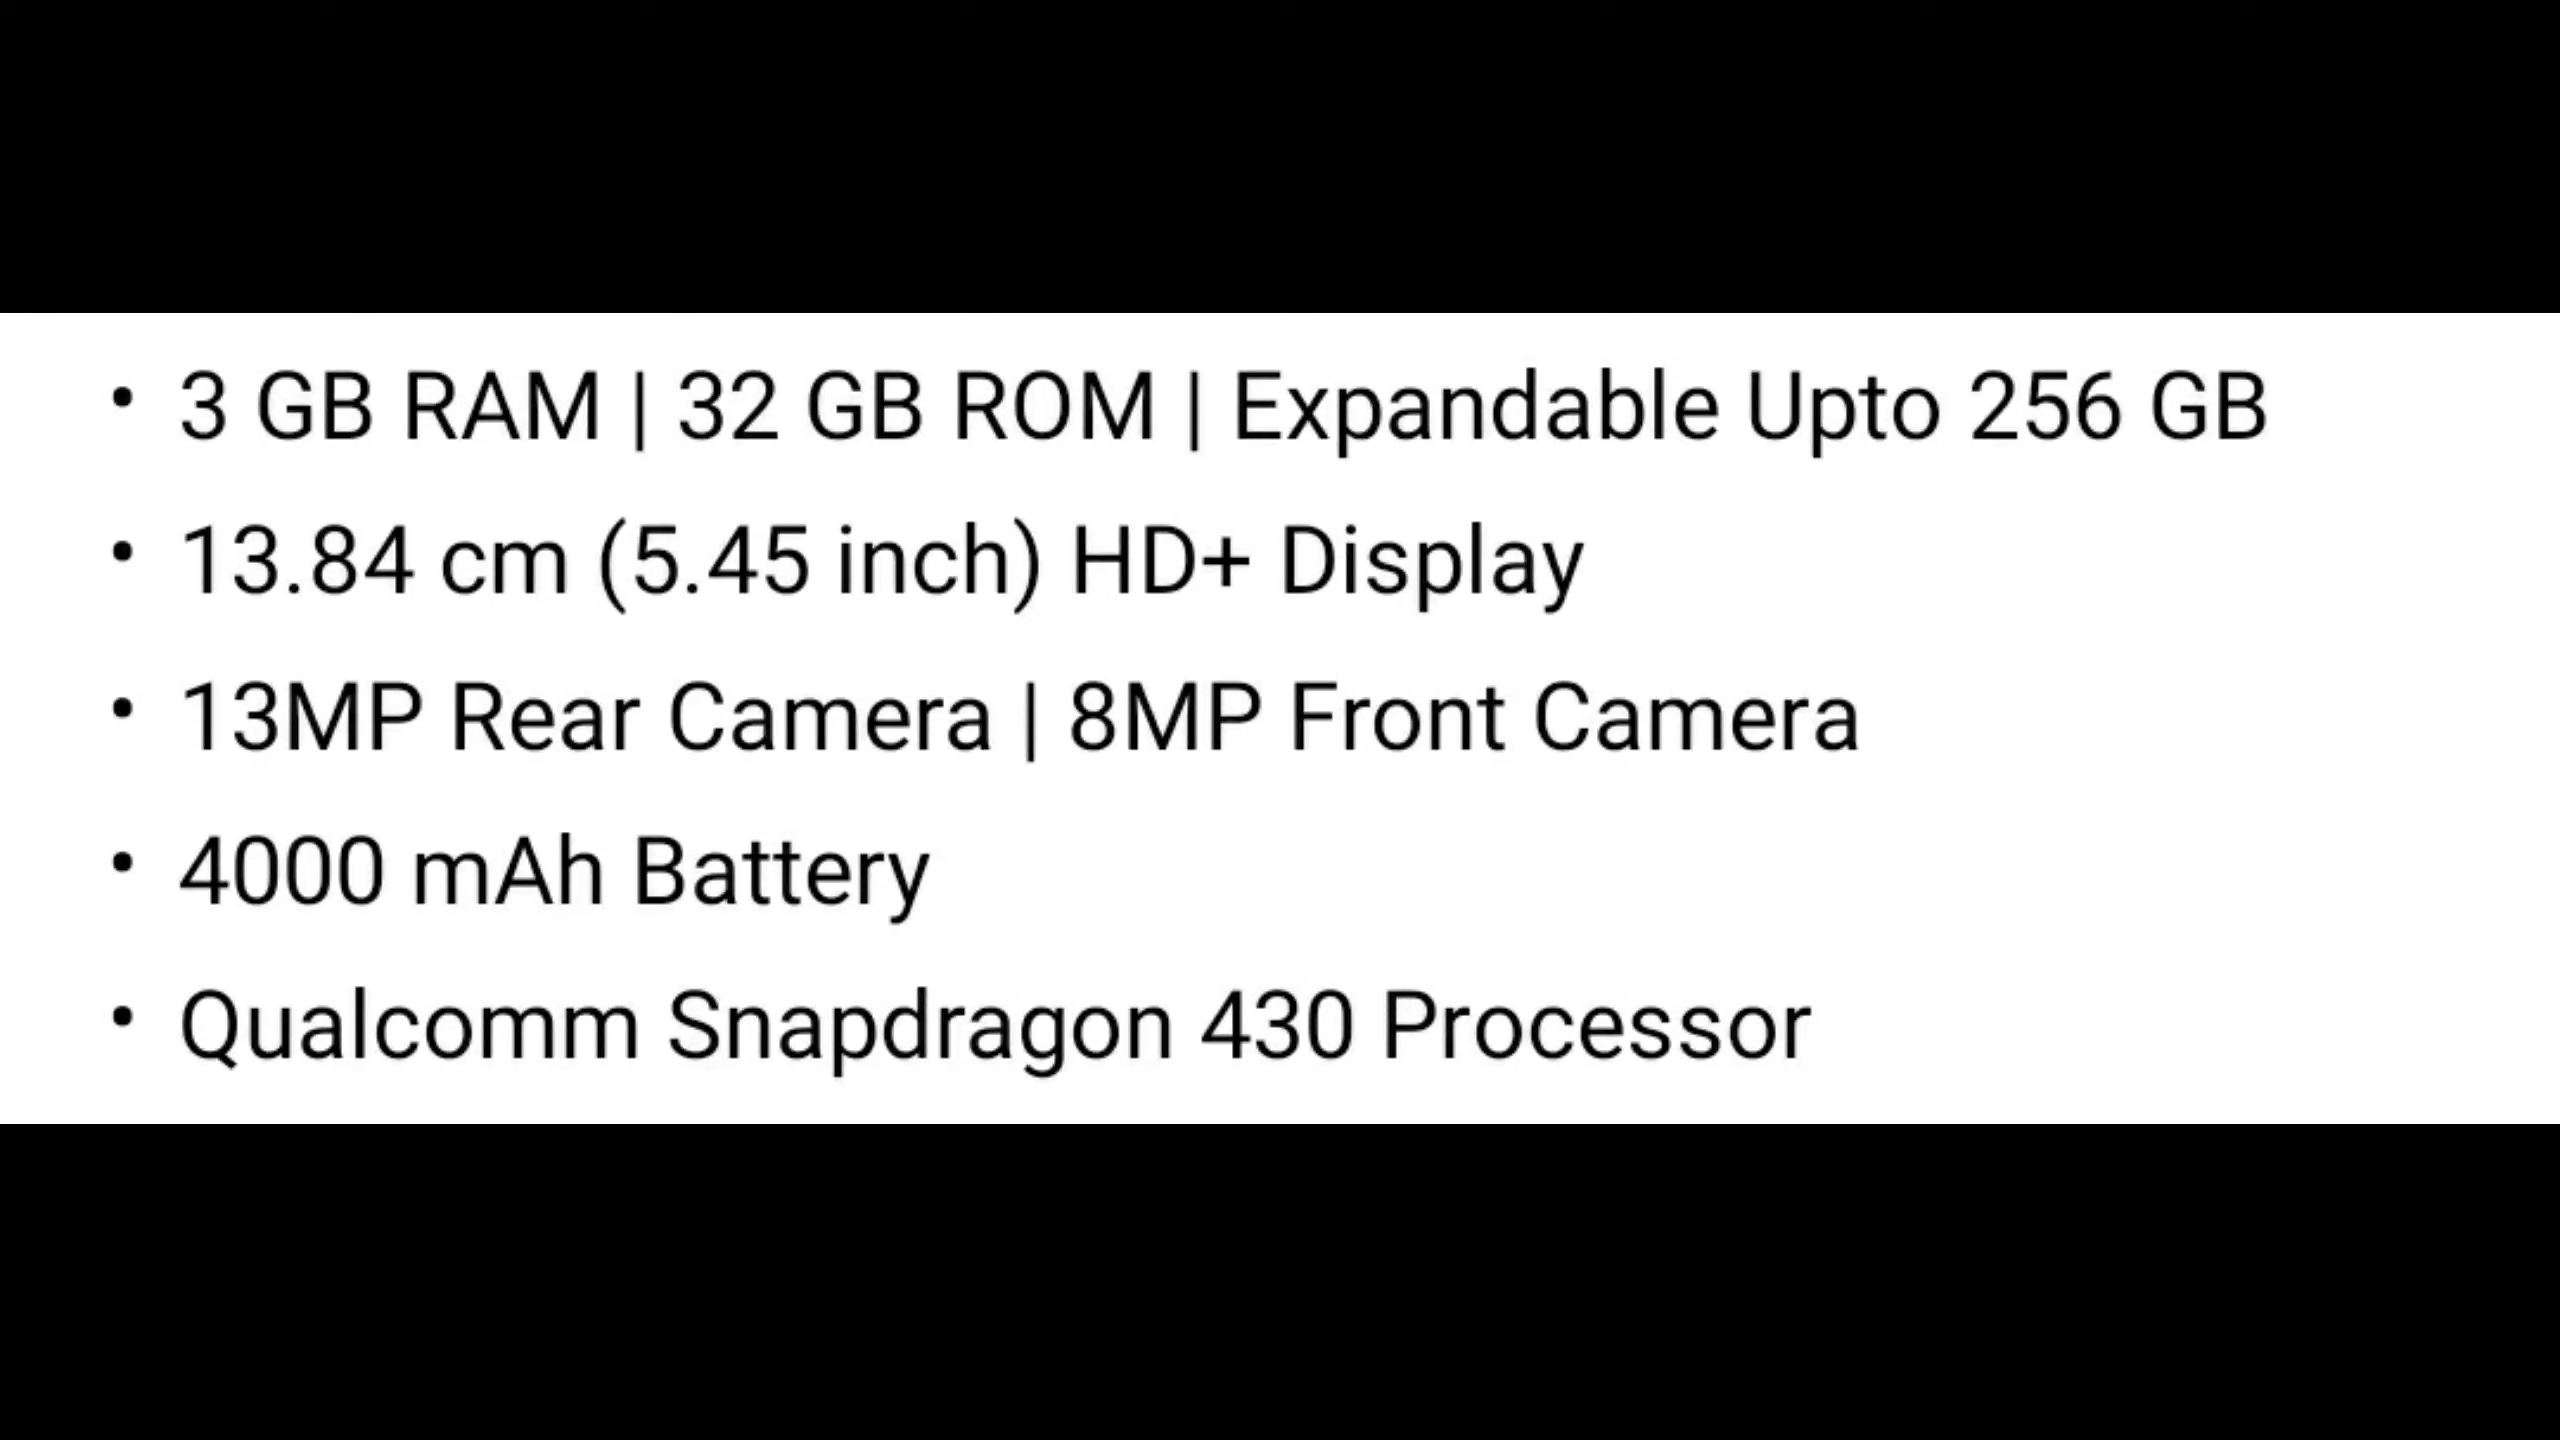 • 3 GB RAM | 32 GB ROM | Expandable Upto 256 GB
• 13.84 cm (5.45 inch) HD+ Display
• 13MP Rear Camera | 8MP Front Camera
• 4000 mAh Battery
• Qualcomm Snapdragon 430 Processor